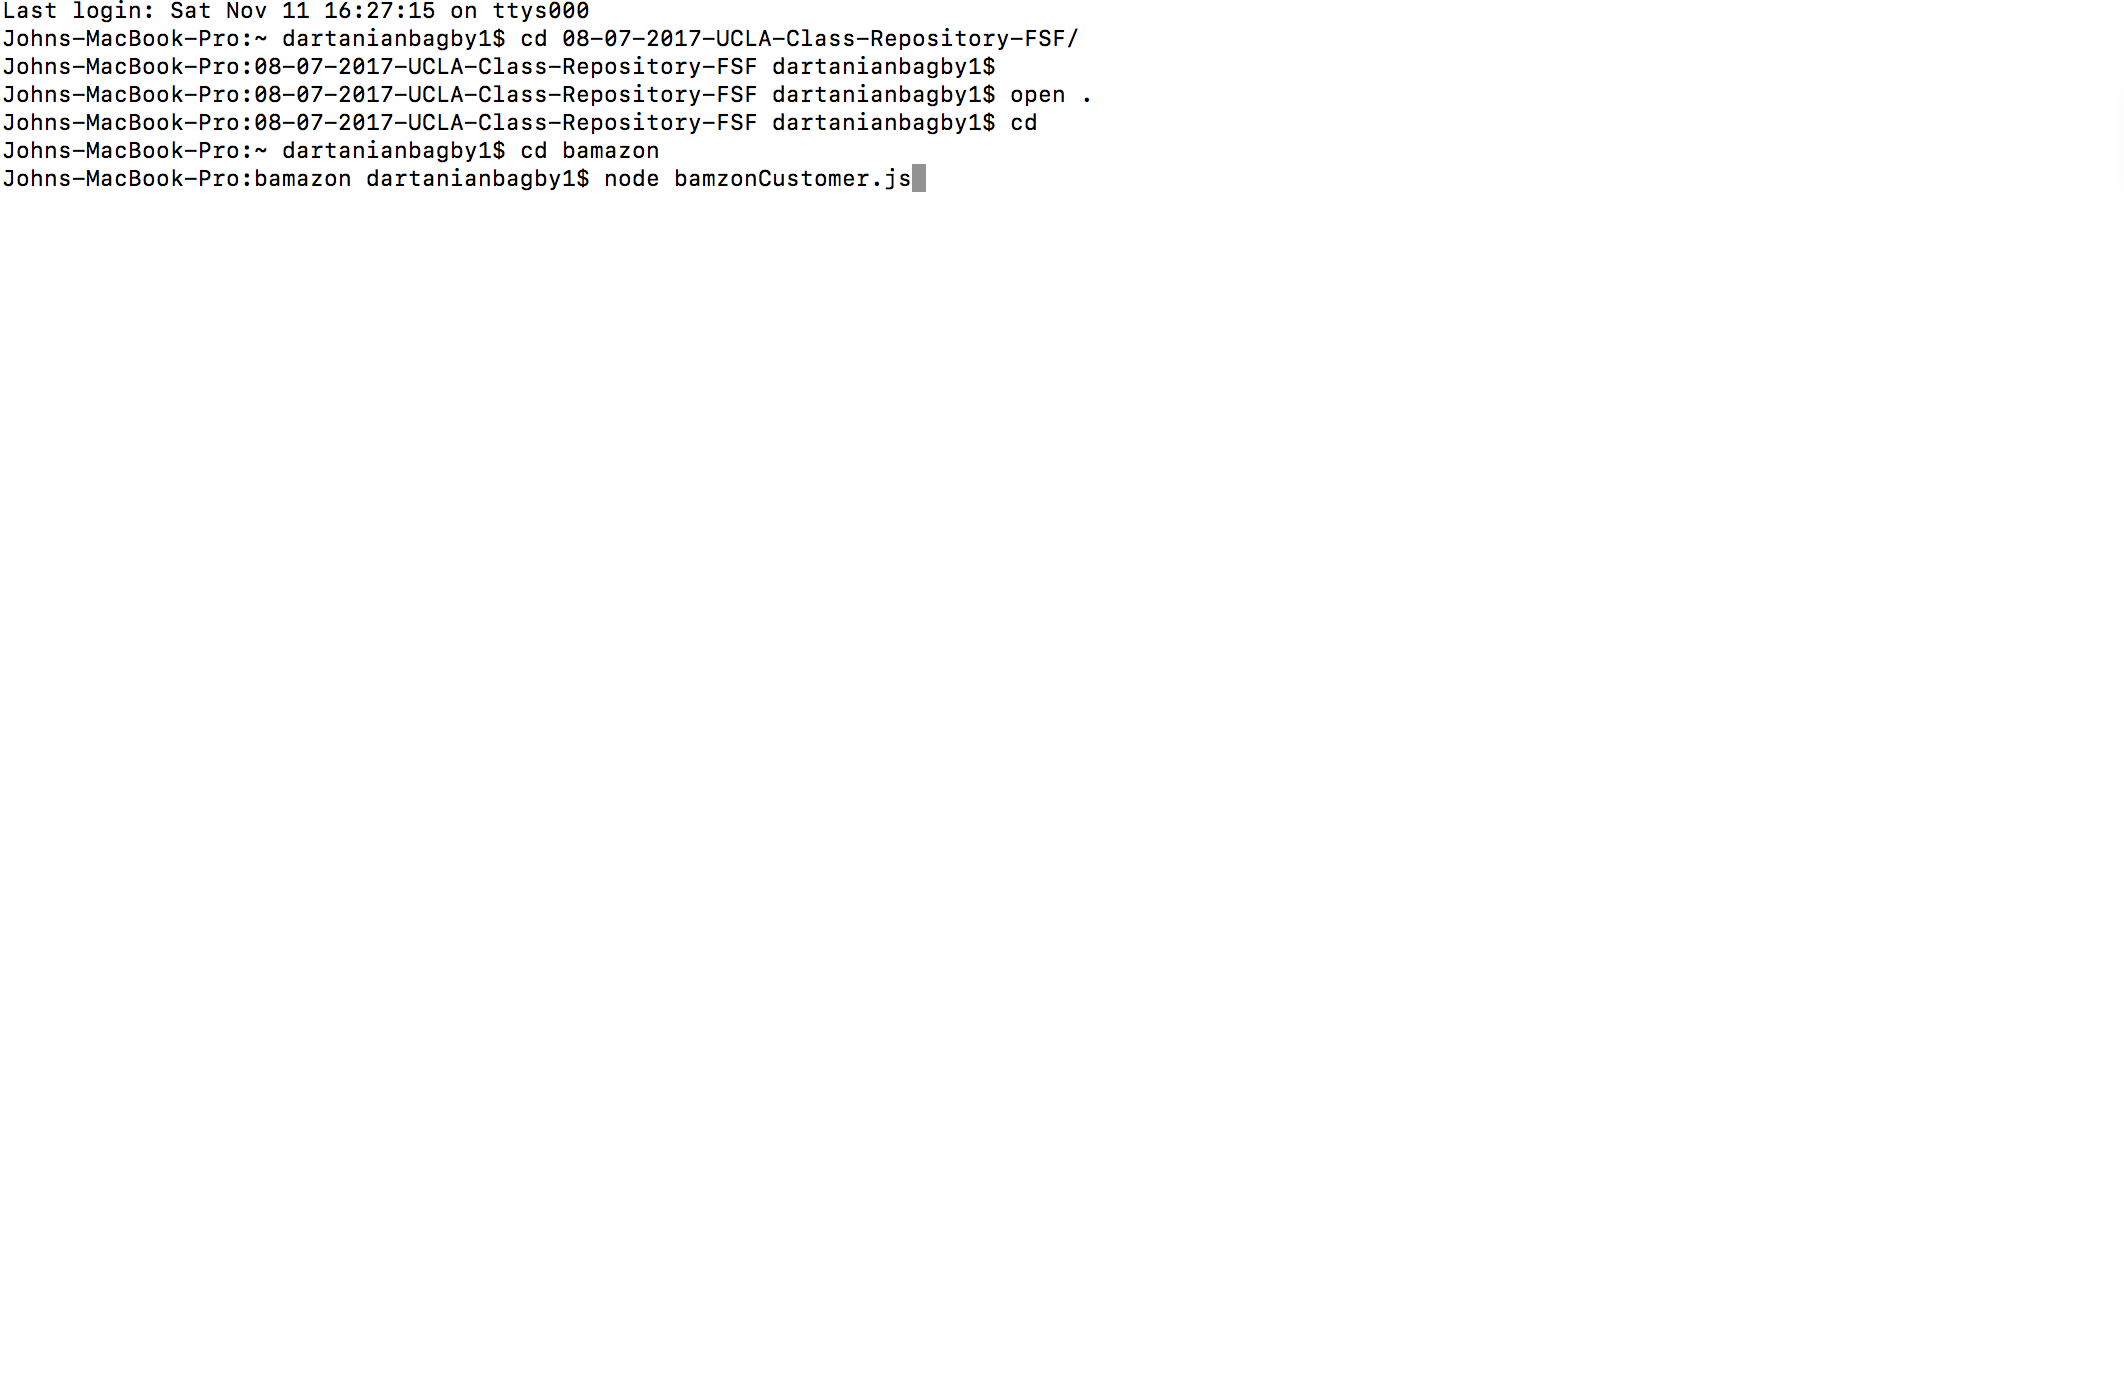 Last login: Sat Nov 11 16:27:15 on ttys000
Johns-MacBook-Pro:~ dartanianbagby1$ cd 08-07-2017-UCLA-Class-Repository-FSF/
Johns-MacBook-Pro:08-07-2017-UCLA-Class-Repository-FSF dartanianbagby1$
Johns-MacBook-Pro:08-07-2017-UCLA-Class-Repository-FSF dartanianbagby1$ open .
Johns-MacBook-Pro:08-07-2017-UCLA-Class-Repository-FSF dartanianbagby1$ cd
Johns-MacBook-Pro:~ dartanianbagby1$ cd bamazon
Johns-MacBook-Pro:bamazon dartanianbagby1$ node bamzonCustomer.js